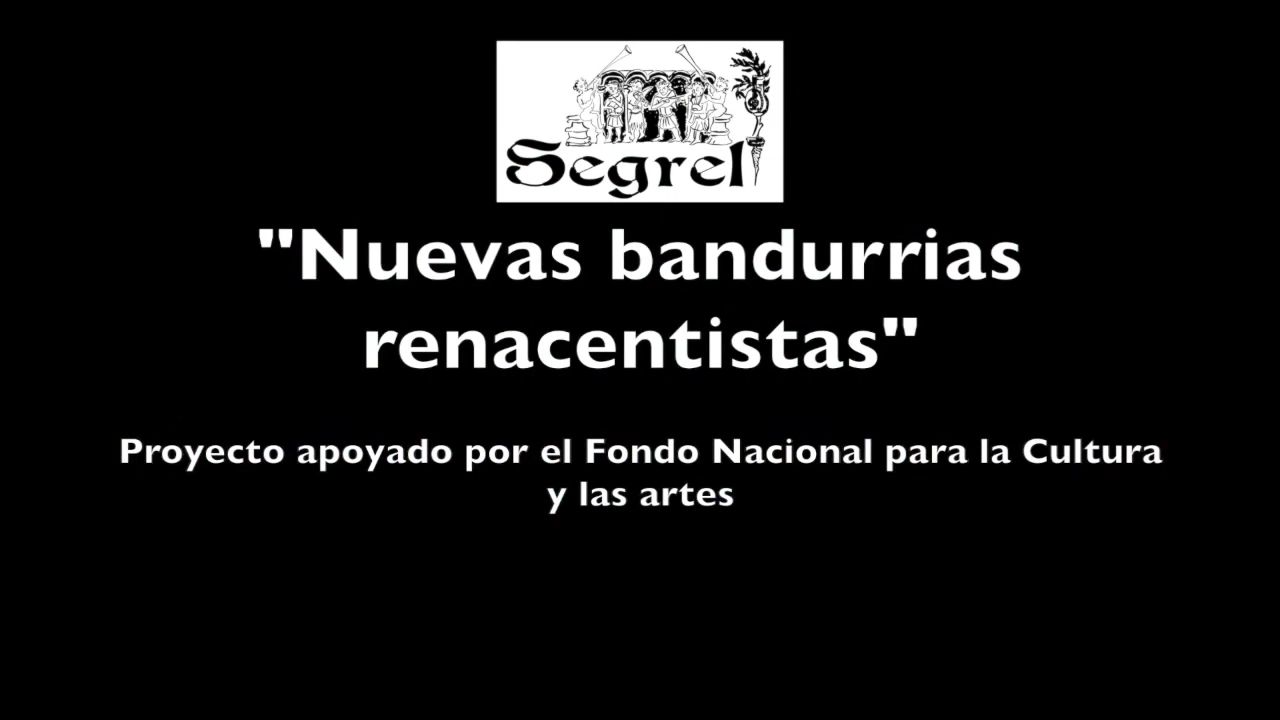 Segrel
"Nuevas bandurrias
renacentistas"
Proyecto apoyado por el Fondo Nacional para la Cultura
y las artes